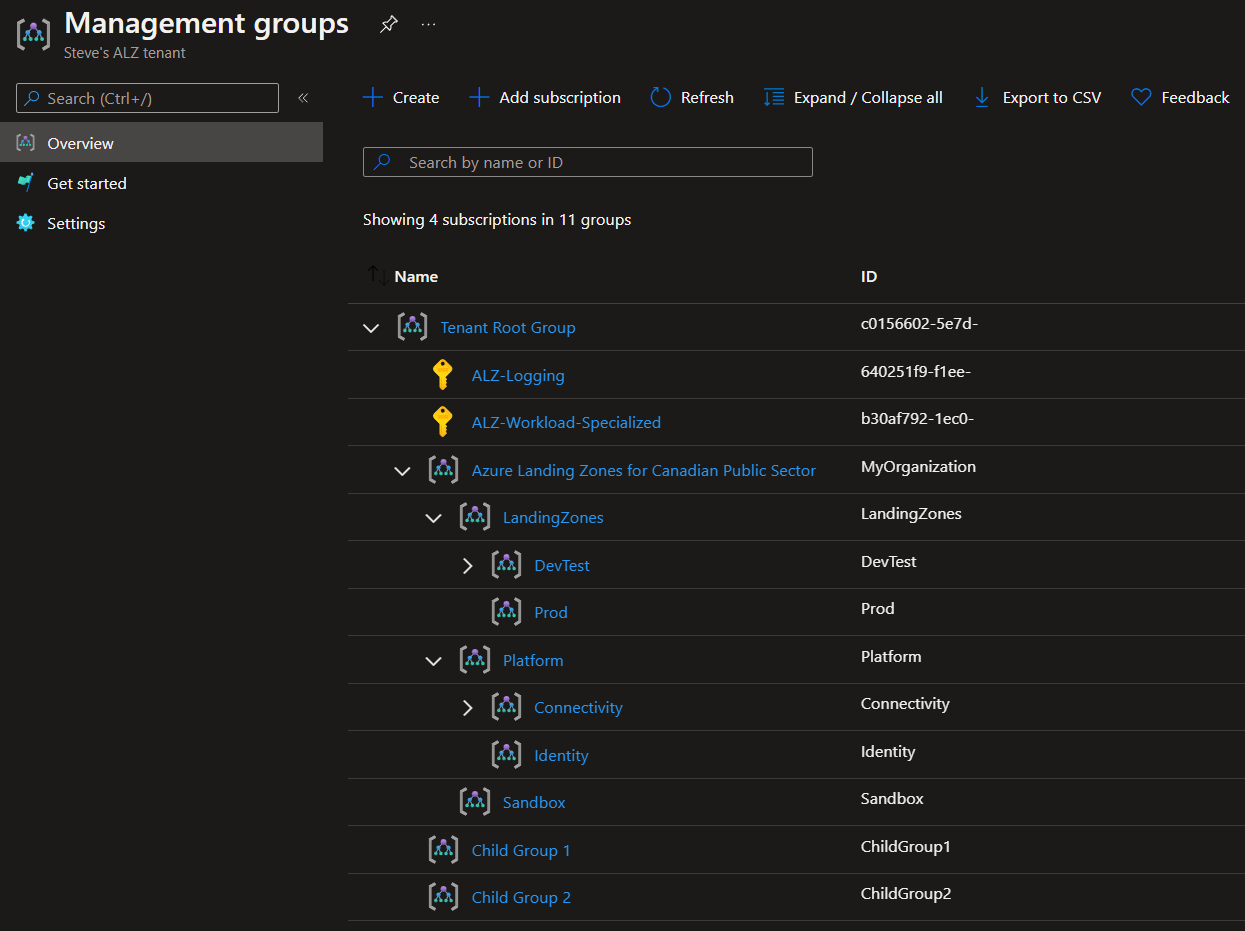 Management groups
Steve's ALZ tenant
Search (Ctrl+/)
Overview
Get started
Settings
Create Add subscription Refresh Expand / Collapse all Export to CSV Feedback
Search by name or ID
Showing 4 subscriptions in 11 groups
Name ID
Tenant Root Group c0156602-5e7d-
ALZ-Logging 640251f9-f1ee-
ALZ-Workload-Specialized b30af792-1ec0-
Azure Landing Zones for Canadian Public Sector MyOrganization
LandingZones LandingZones
DevTest DevTest
Prod Prod
Platform Platform
Connectivity Connectivity
Identity Identity
Sandbox Sandbox
Child Group 1 ChildGroup1
Child Group 2 ChildGroup2